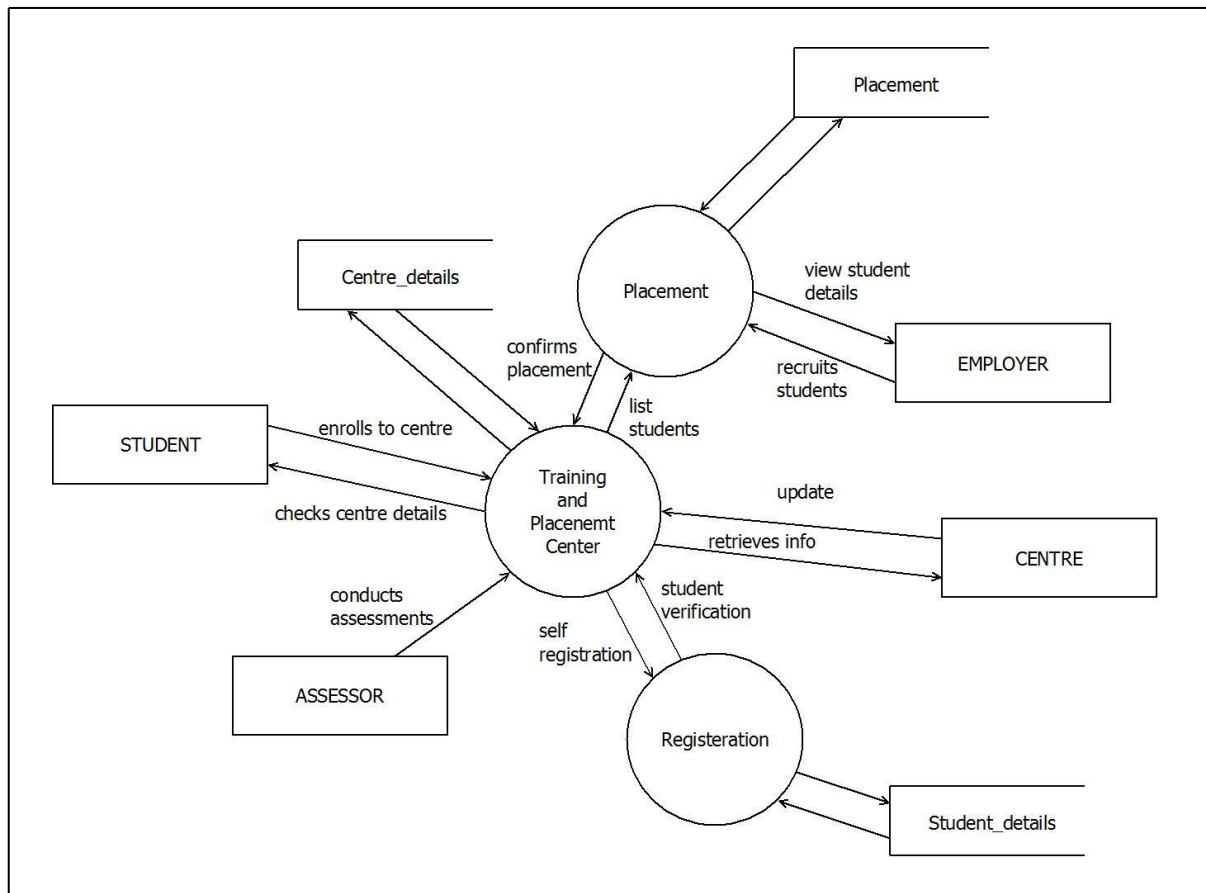 Placement
Centre_details
Placement
view student
details
confirms
placement
EMPLOYER
recruits
students
list
students
STUDENT
enrolls to centre
checks centre details
Training
and
Placenemt
Center
update
retrieves info
CENTRE
conducts
assessments
student
verification
self
registration
ASSESSOR
Registeration
Student_details